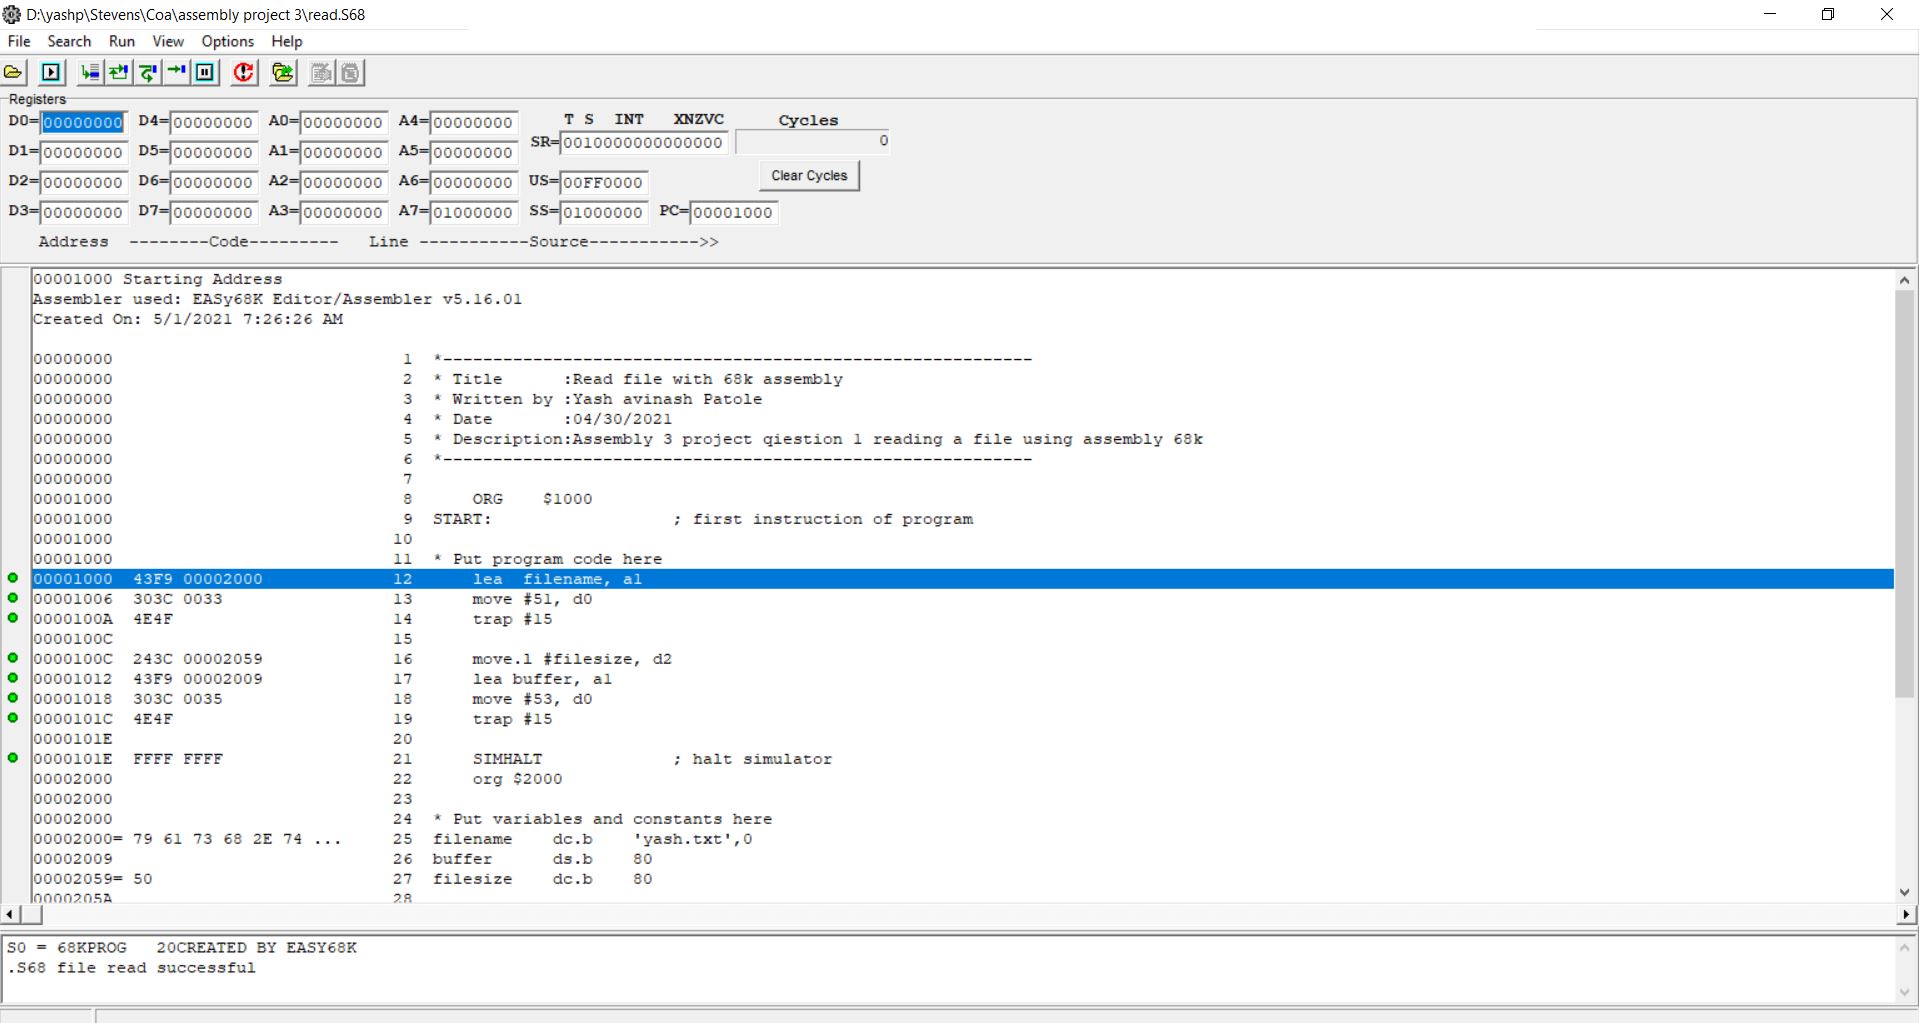 D:\yashp\Stevens\Coa\assembly project 3\read.S68
File Search Run View Options Help
Registers
T S INT XNZVC Cycles
D0= 00000000 D4= 00000000 A0= 00000000 A4= 00000000 SR= 0010000000000000 0
D1= 00000000 D5= 00000000 A1= 00000000 A5= 00000000
D2= 00000000 D6= 00000000 A2= 00000000 A6= 00000000 US= 00FF0000 Clear Cycles
D3= 00000000 D7= 00000000 A3= 00000000 A7= 01000000 SS= 01000000 PC= 00001000
Address --------Code--------- Line -----------Source----------->>
00001000 Starting Address
Assembler used: EASy68K Editor/Assembler v5.16.01
Created On: 5/1/2021 7:26:26 AM
00000000 1 *-----------------------------------------------------------
00000000 2 * Title :Read file with 68k assembly
00000000 3 * Written by :Yash avinash Patole
00000000 4 * Date :04/30/2021
00000000 5 * Description:Assembly 3 project qiestion 1 reading a file using assembly 68k
00000000 6 *-----------------------------------------------------------
00000000 7
00001000 8 ORG $1000
00001000 9 START: ; first instruction of program
00001000 10
00001000 11 * Put program code here
00001000 43F9 00002000 12 lea filename, a1
00001006 303C 0033 13 move #51, d0
0000100A 4E4F 14 trap #15
0000100C 15
0000100C 243C 00002059 16 move.l #filesize, d2
00001012 43F9 00002009 17 lea buffer, a1
00001018 303C 0035 18 move #53, d0
0000101C 4E4F 19 trap #15
0000101E 20
0000101E FFFF FFFF 21 SIMHALT ; halt simulator
00002000 22 org $2000
00002000 23
00002000 24 * Put variables and constants here
00002000= 79 61 73 68 2E 74 ... 25 filename dc.b 'yash.txt',0
00002009 26 buffer ds.b 80
00002059= 50 27 filesize dc.b 80
0000205A 28
S0 = 68KPROG 20CREATED BY EASY68K
.S68 file read successful